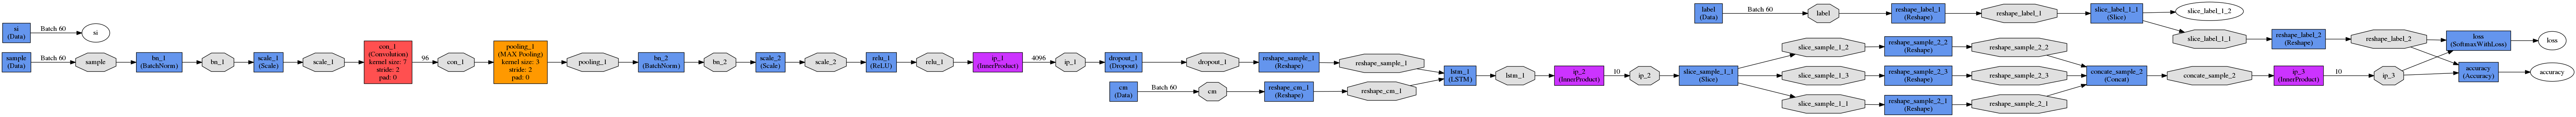 si
(Data)
Batch 60
si
sample
(Data)
Batch 60
sample
bn_1
(BatchNorm)
bn_1
scale_1
(Scale)
scale_1
con_1
(Convolution)
kernel size: 7
stride: 2
pad: 0
96
con_1
pooling_1
(MAX Pooling)
kernel size: 3
stride: 2
pad: 0
pooling_1
bn_2
(BatchNorm)
bn_2
scale_2
(Scale)
scale_2
relu_1
(ReLU)
relu_1
ip_1
(InnerProduct)
4096
ip_1
dropout_1
(Dropout)
dropout_1
reshape_sample_1
(Reshape)
reshape_sample_1
cm
(Data)
Batch 60
cm
reshape_cm_1
(Reshape)
reshape_cm_1
lstm_1
(LSTM)
lstm_1
ip_2
(InnerProduct)
10
ip_2
slice_sample_1_1
(Slice)
slice_sample_1_2
reshape_sample_2_2
(Reshape)
reshape_sample_2_2
slice_sample_1_3
reshape_sample_2_3
(Reshape)
reshape_sample_2_3
slice_sample_1_1
reshape_sample_2_1
(Reshape)
reshape_sample_2_1
concate_sample_2
(Concat)
concate_sample_2
ip_3
(InnerProduct)
10
ip_3
label
(Data)
Batch 60
label
reshape_label_1
(Reshape)
reshape_label_1
slice_label_1_1
(Slice)
slice_label_1_2
slice_label_1_1
reshape_label_2
(Reshape)
reshape_label_2
loss
(SoftmaxWithLoss)
loss
accuracy
(Accuracy)
accuracy